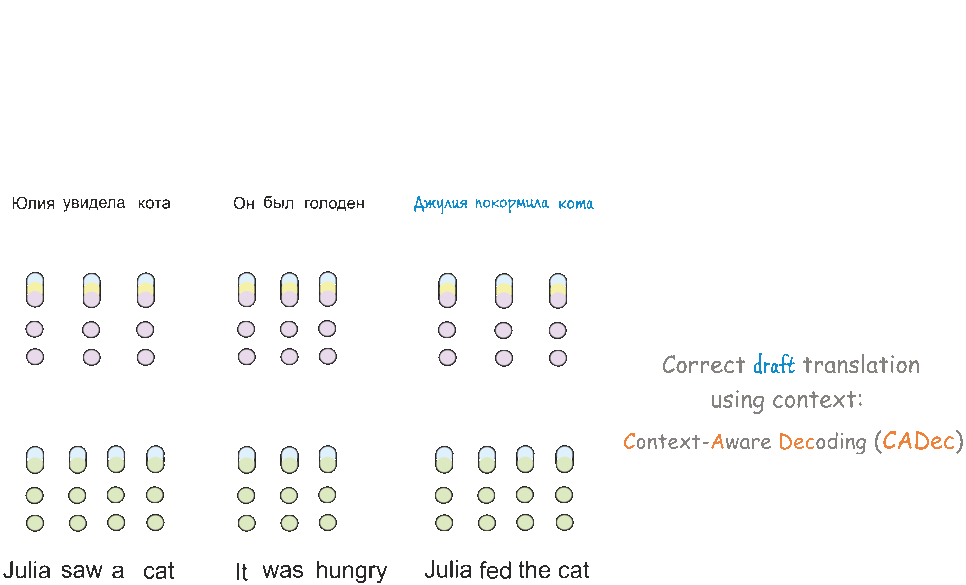 Юлия увидела кота
Он был голоден
Джулия покормила кота
Correct draft translation
using context:
Context-Aware Decoding (CADec)
Julia saw a cat
It was hungry
Julia fed the cat